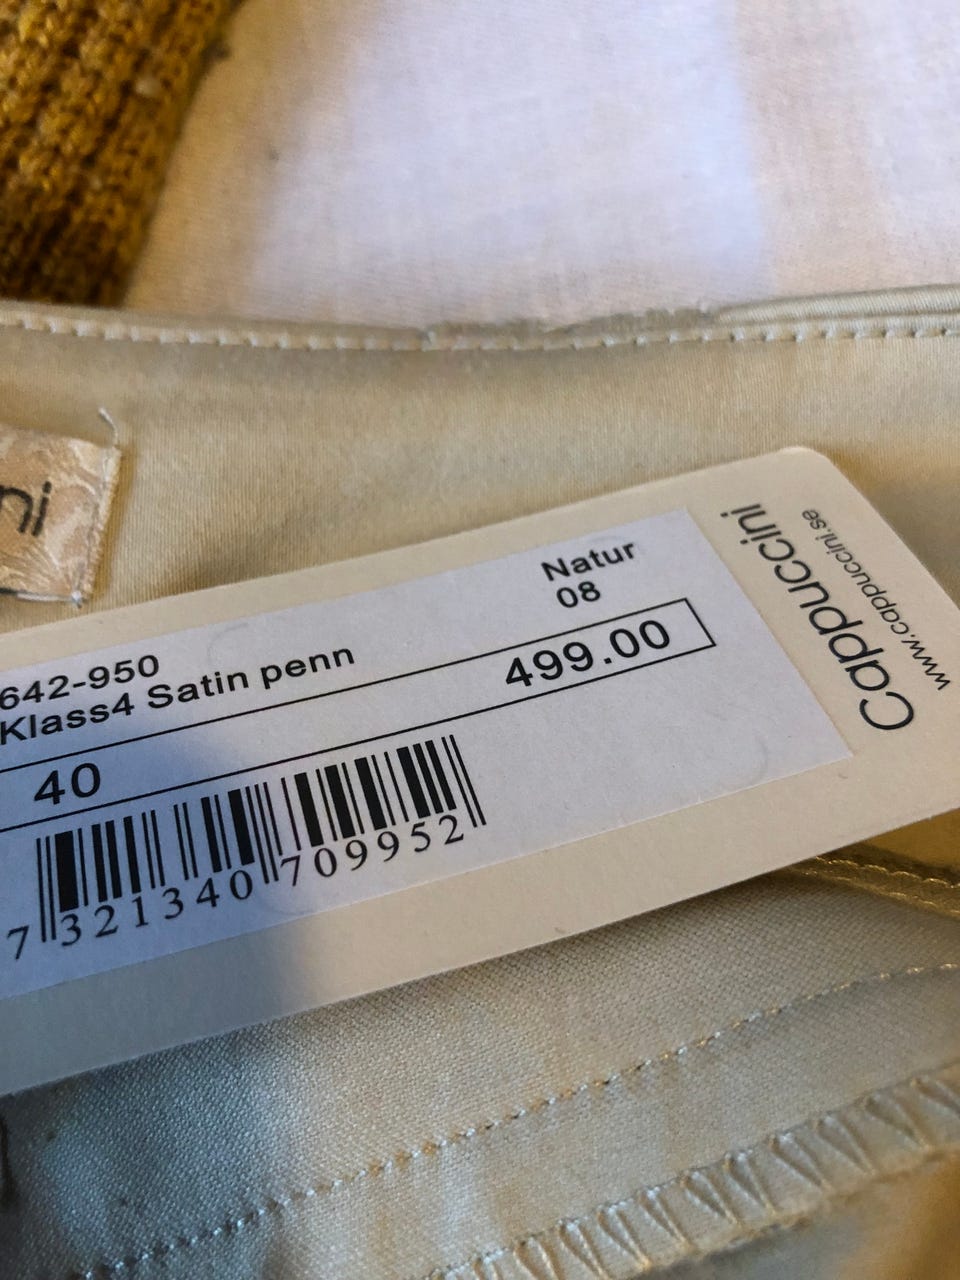 ni
642-950
Natur
Klass4 Satin penn
08
40
499.00
7 321340 709952
Cappuccini
www.cappuccini.se